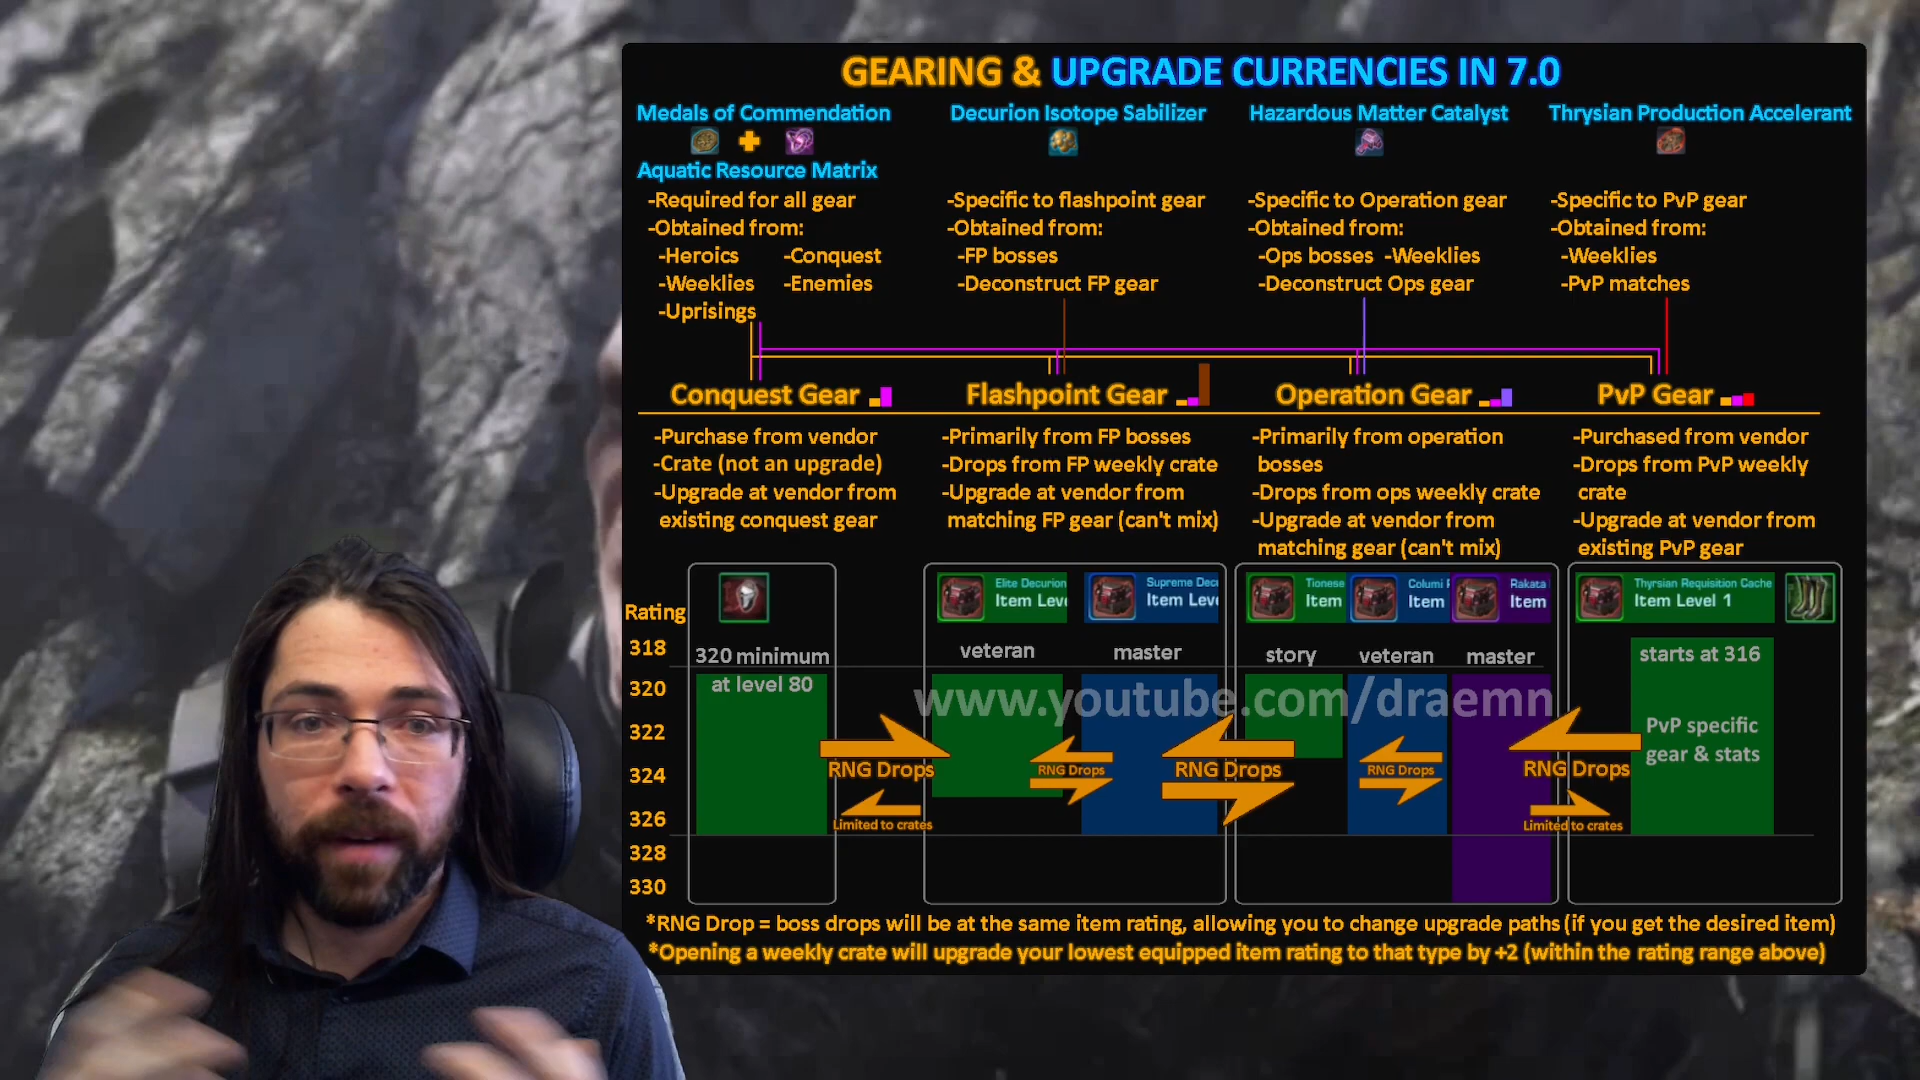 GEARING & UPGRADE CURRENCIES IN 7.0
Medals of Commendation
Aquatic Resource Matrix
-Required for all gear
-Obtained from:
-Heroics
-Conquest
-Weeklies
-Enemies
-Uprisings
Decurion Isotope Sabilizer
-Specific to flashpoint gear
-Obtained from:
-FP bosses
-Deconstruct FP gear
Hazardous Matter Catalyst
-Specific to Operation gear
-Obtained from:
-Ops bosses -Weeklies
-Deconstruct Ops gear
Thrysian Production Accelerant
-Specific to PvP gear
-Obtained from:
-Weeklies
-PvP matches
Conquest Gear
-Purchase from vendor
-Crate (not an upgrade)
-Upgrade at vendor from
existing conquest gear
Flashpoint Gear
-Primarily from FP bosses
-Drops from FP weekly crate
-Upgrade at vendor from
matching FP gear (can't mix)
Operation Gear
-Primarily from operation
bosses
-Drops from ops weekly crate
-Upgrade at vendor from
matching gear (can't mix)
PvP Gear
-Purchased from vendor
-Drops from PvP weekly
crate
-Upgrade at vendor from
existing PvP gear
Rating
318
320
322
324
326
328
330
320 minimum
at level 80
Elite Decurion
Item Leve
veteran
Supreme Decu
Item Leve
master
Tionese
Item
story
Columi
Item
veteran
Rakata
Item
master
Thyrsian Requisition Cache
Item Level 1
starts at 316
PvP specific
gear & stats
www.youtube.com/draemn
RNG Drops
Limited to crates
RNG Drops
RNG Drops
RNG Drops
RNG Drops
Limited to crates
*RNG Drop = boss drops will be at the same item rating, allowing you to change upgrade paths (if you get the desired item)
*Opening a weekly crate will upgrade your lowest equipped item rating to that type by +2 (within the rating range above)